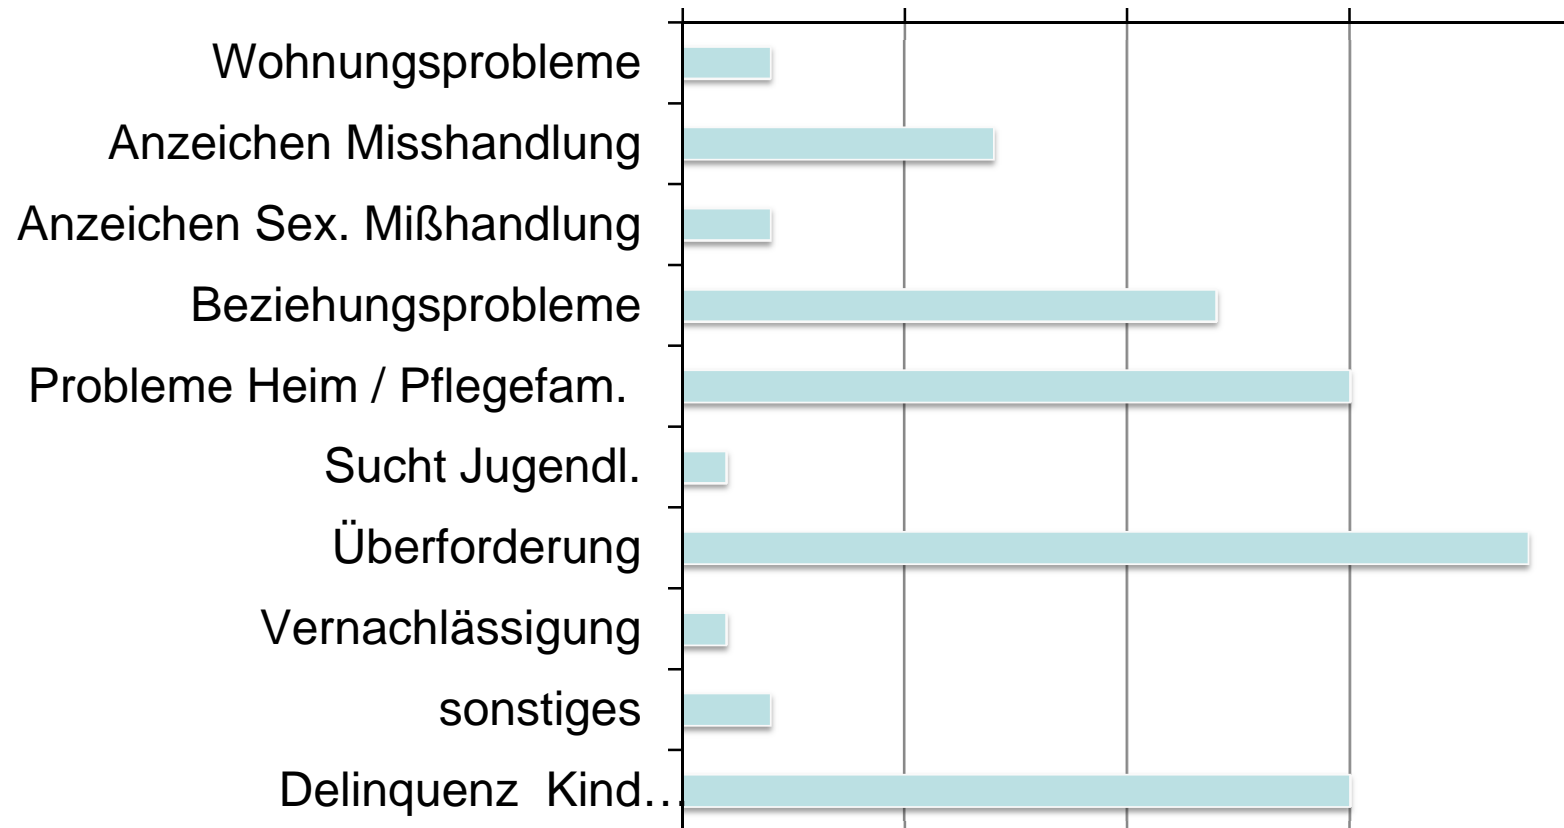 Wohnungsprobleme
Anzeichen Misshandlung
Anzeichen Sex. Mißhandlung
Beziehungsprobleme
Probleme Heim / Pflegefam.
Sucht Jugendl.
Überforderung
Vernachlässigung
sonstiges
Delinquenz  Kind…